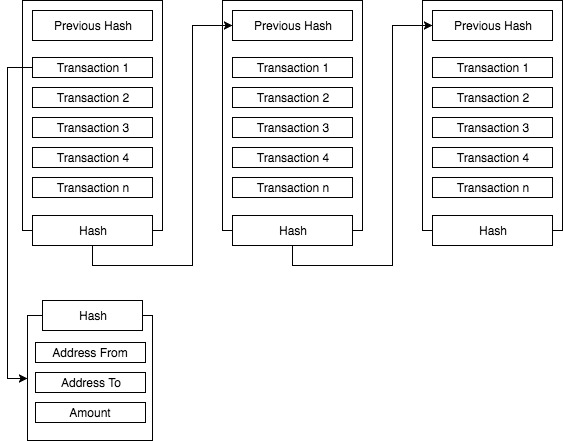 Previous Hash
Transaction 1
Transaction 2
Transaction 3
Transaction 4
Transaction n
Hash
Previous Hash
Transaction 1
Transaction 2
Transaction 3
Transaction 4
Transaction n
Hash
Previous Hash
Transaction 1
Transaction 2
Transaction 3
Transaction 4
Transaction n
Hash
Hash
Address From
Address To
Amount